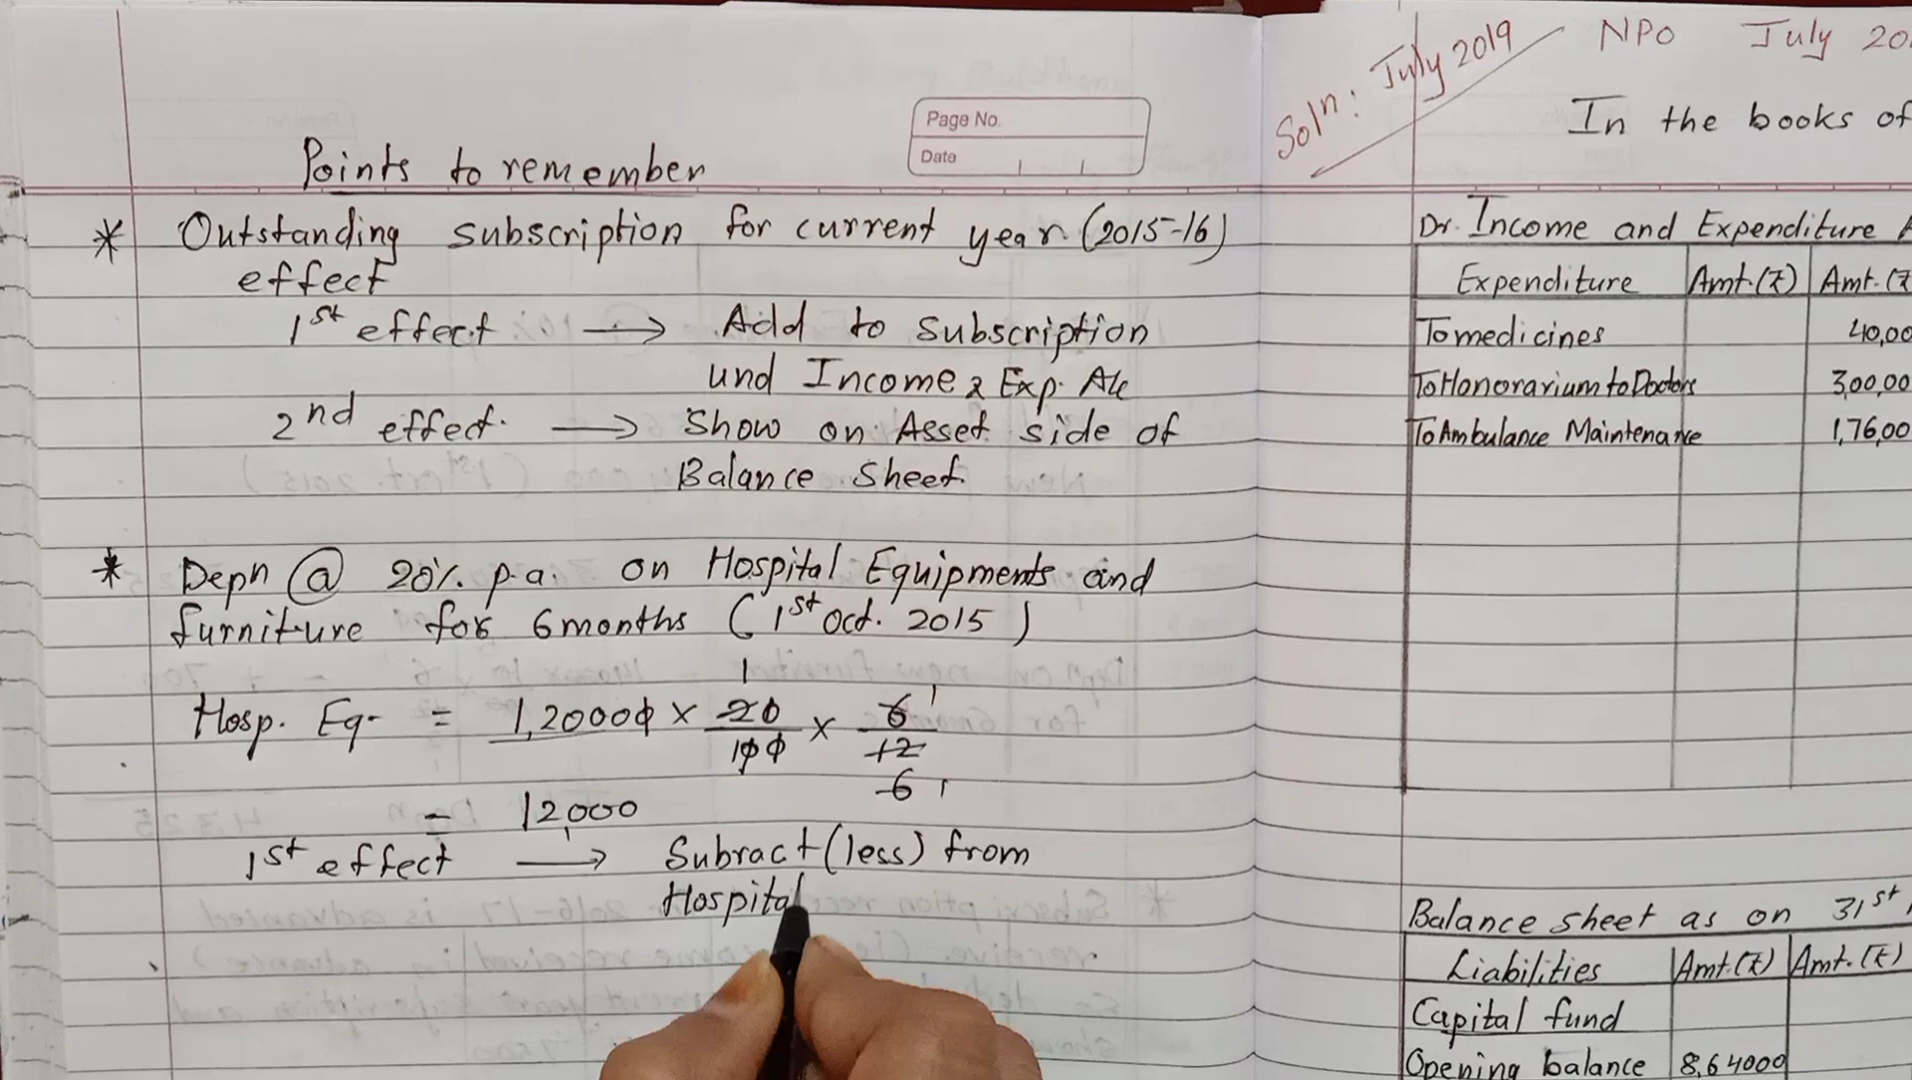 Points to remember
Page No.
Date
* Outstanding subscription for current year (2015-16)
effect
1st effect → Add to subscription
und Income & Exp. A/c
2nd effect. → Show on Asset side of
Balance Sheet.
* Depn @ 20%. p.a. on Hospital Equipments and
furniture for 6 months (1st Oct. 2015)
1
Hosp. Eq. = 1,20000 × 20/100 × 6/12
1
6 1
= 12,000
1st effect → Subract (less) from
Hospital
Soln: July 2019
NPO July 20
In the books of
Dr. Income and Expenditure A
Expenditure Amt.(₹) Amt.(₹
To medicines 40,00
To Honorarium to Doctors 3,00,00
To Ambulance Maintenance 1,76,00
Balance sheet as on 31st
Liabilities Amt.(₹) Amt.(₹)
Capital fund
Opening balance 8,64000